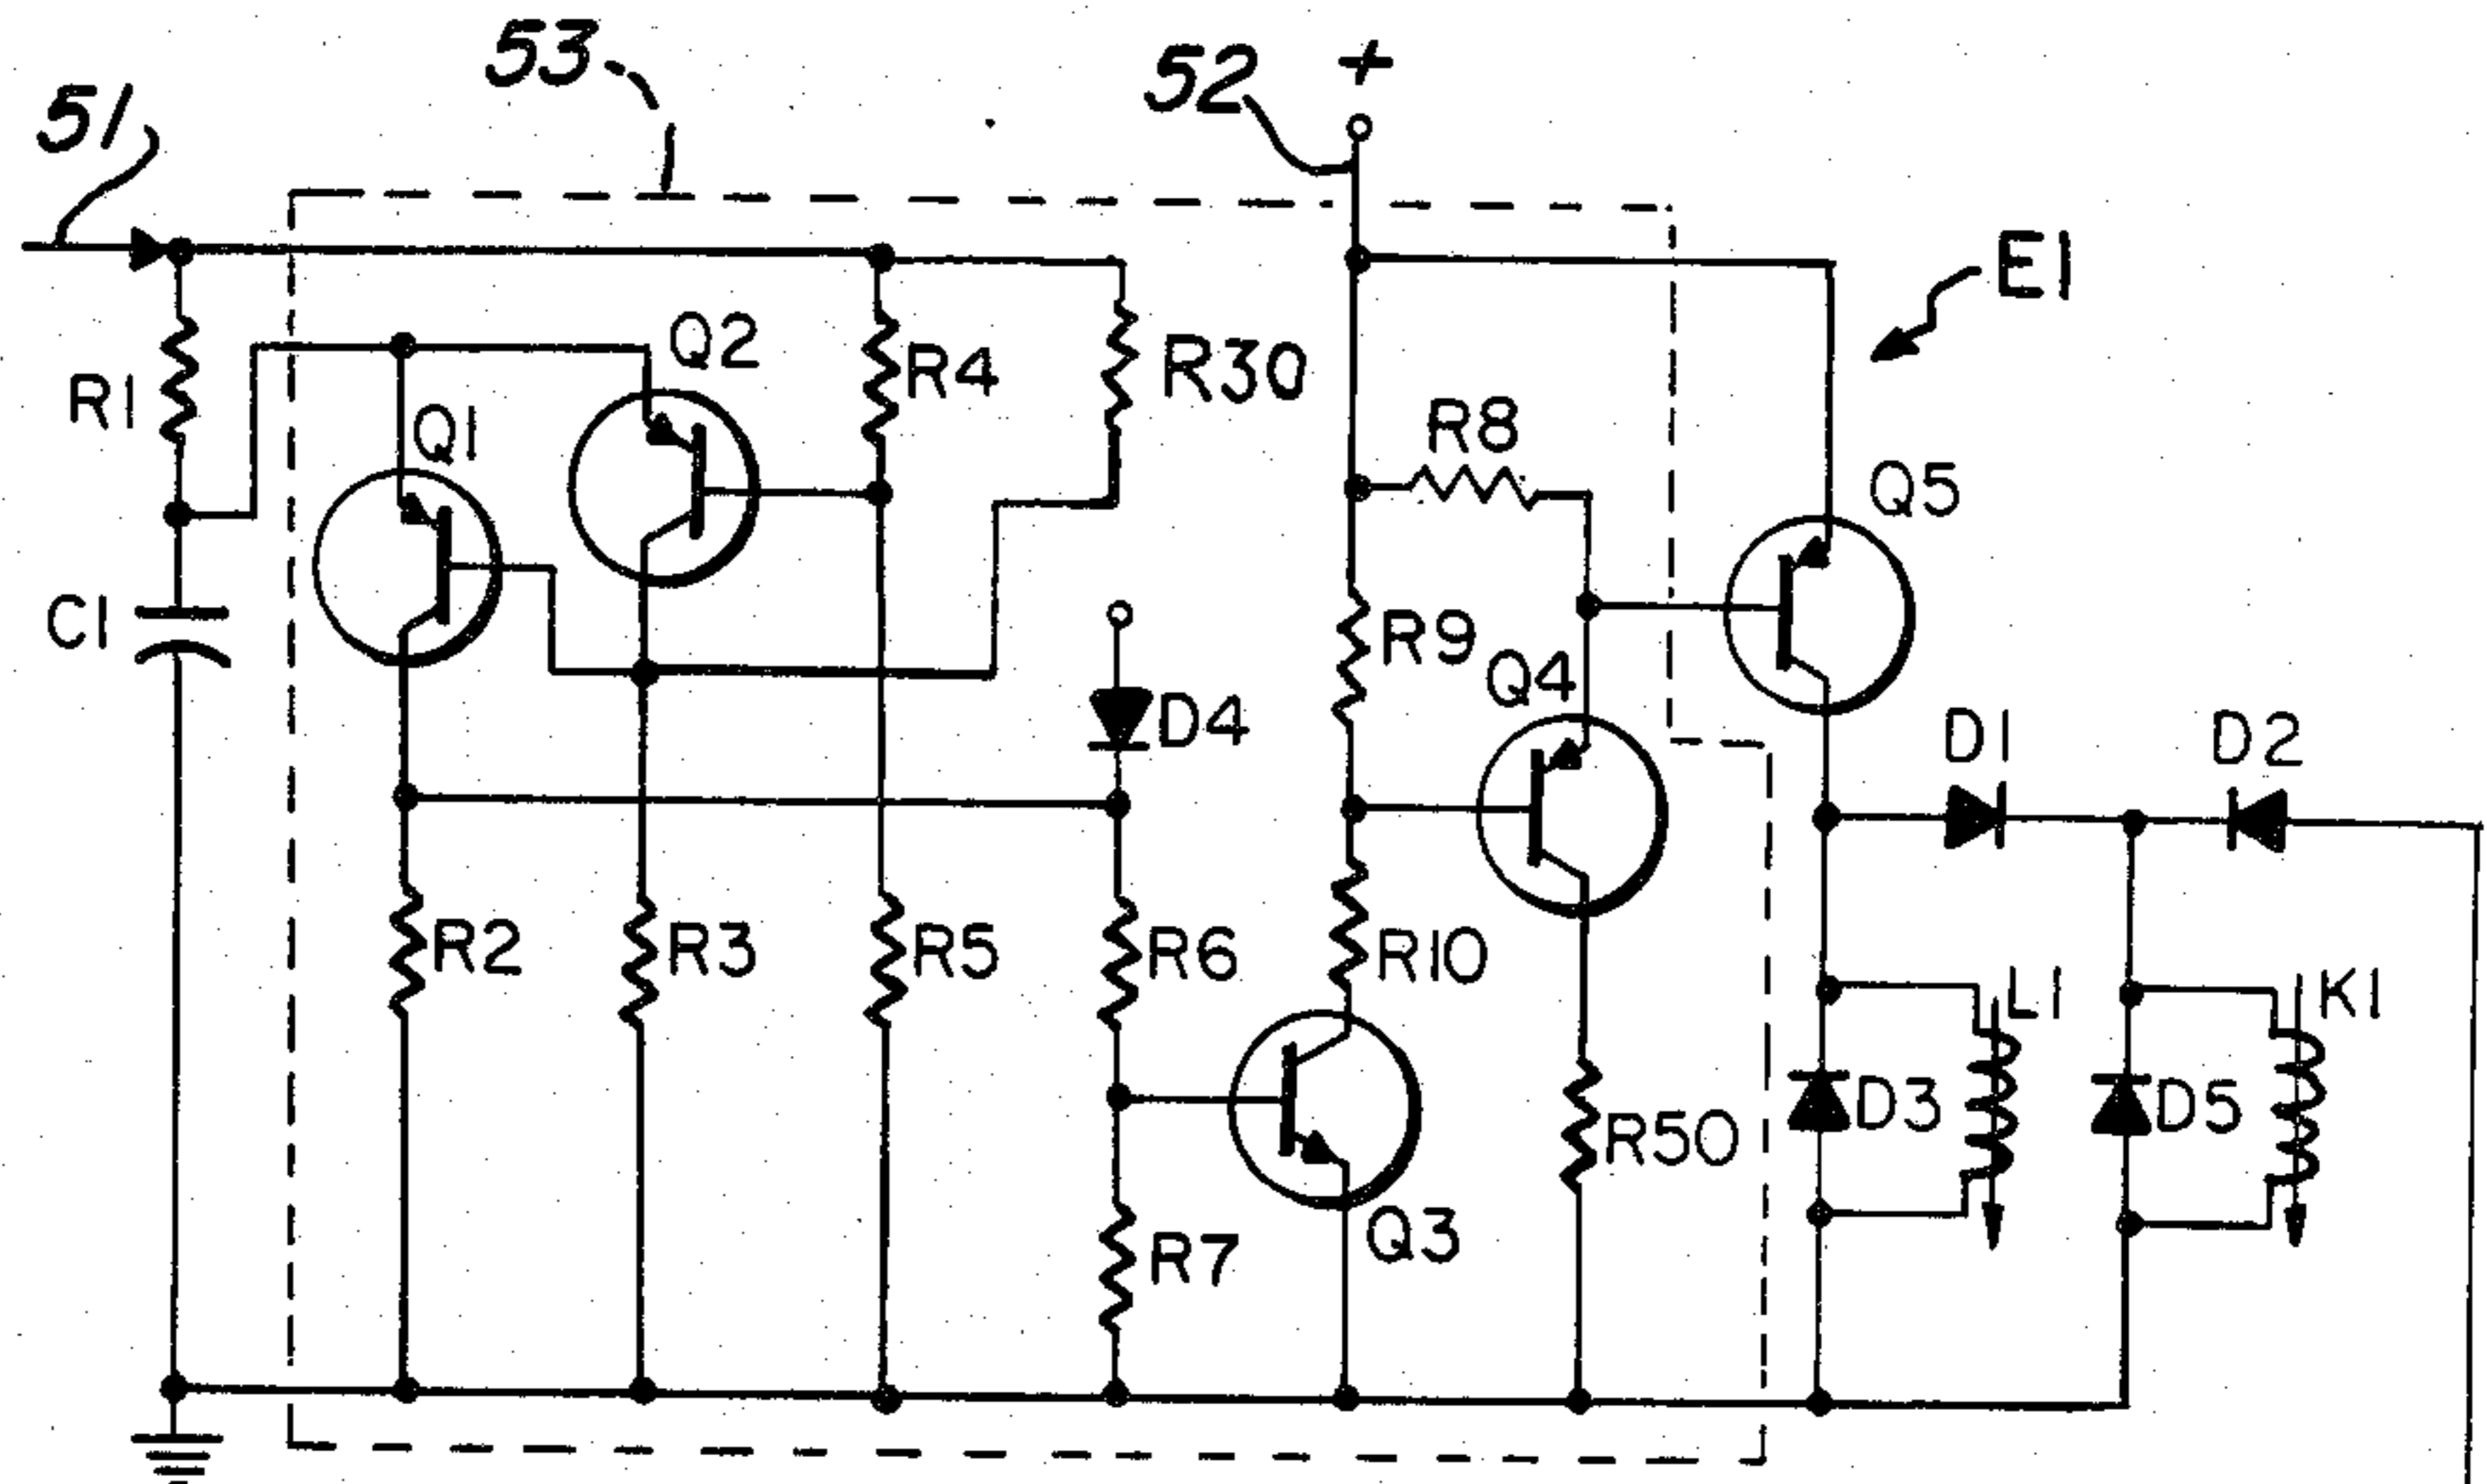 53
52
+
51
E1
Q2
R4
R30
R1
Q1
R8
Q5
C1
R9
Q4
D4
D1
D2
R2
R3
R5
R6
R10
L1
K1
D3
D5
R50
R7
Q3